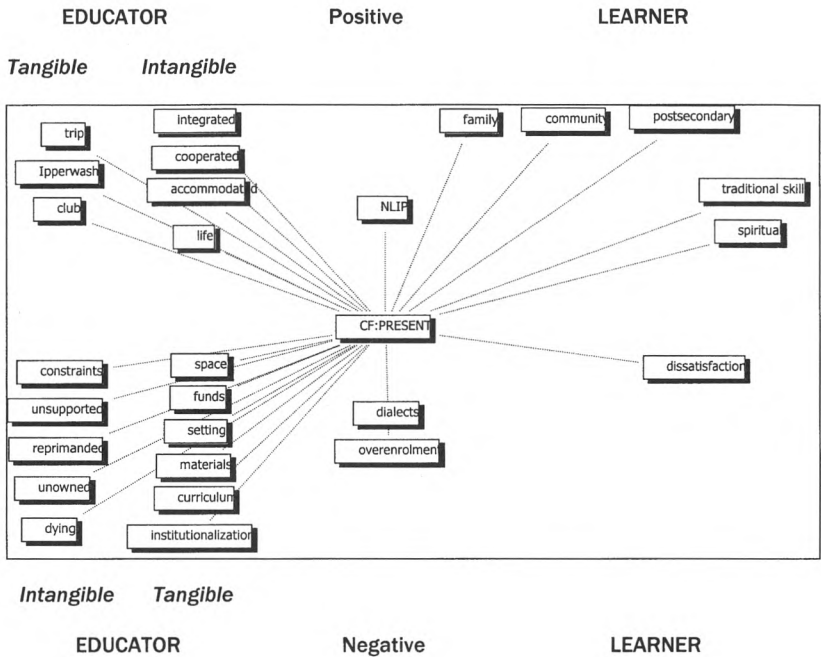 EDUCATOR Positive LEARNER
Tangible Intangible
trip
integrated
family
community
postsecondary
Ipperwash
cooperated
accommodated
traditional skill
club
NLIP
life
spiritual
CF:PRESENT
constraints
space
dissatisfaction
unsupported
funds
dialects
reprimanded
setting
overenrolment
unowned
materials
curriculum
dying
institutionalization
Intangible Tangible
EDUCATOR Negative LEARNER